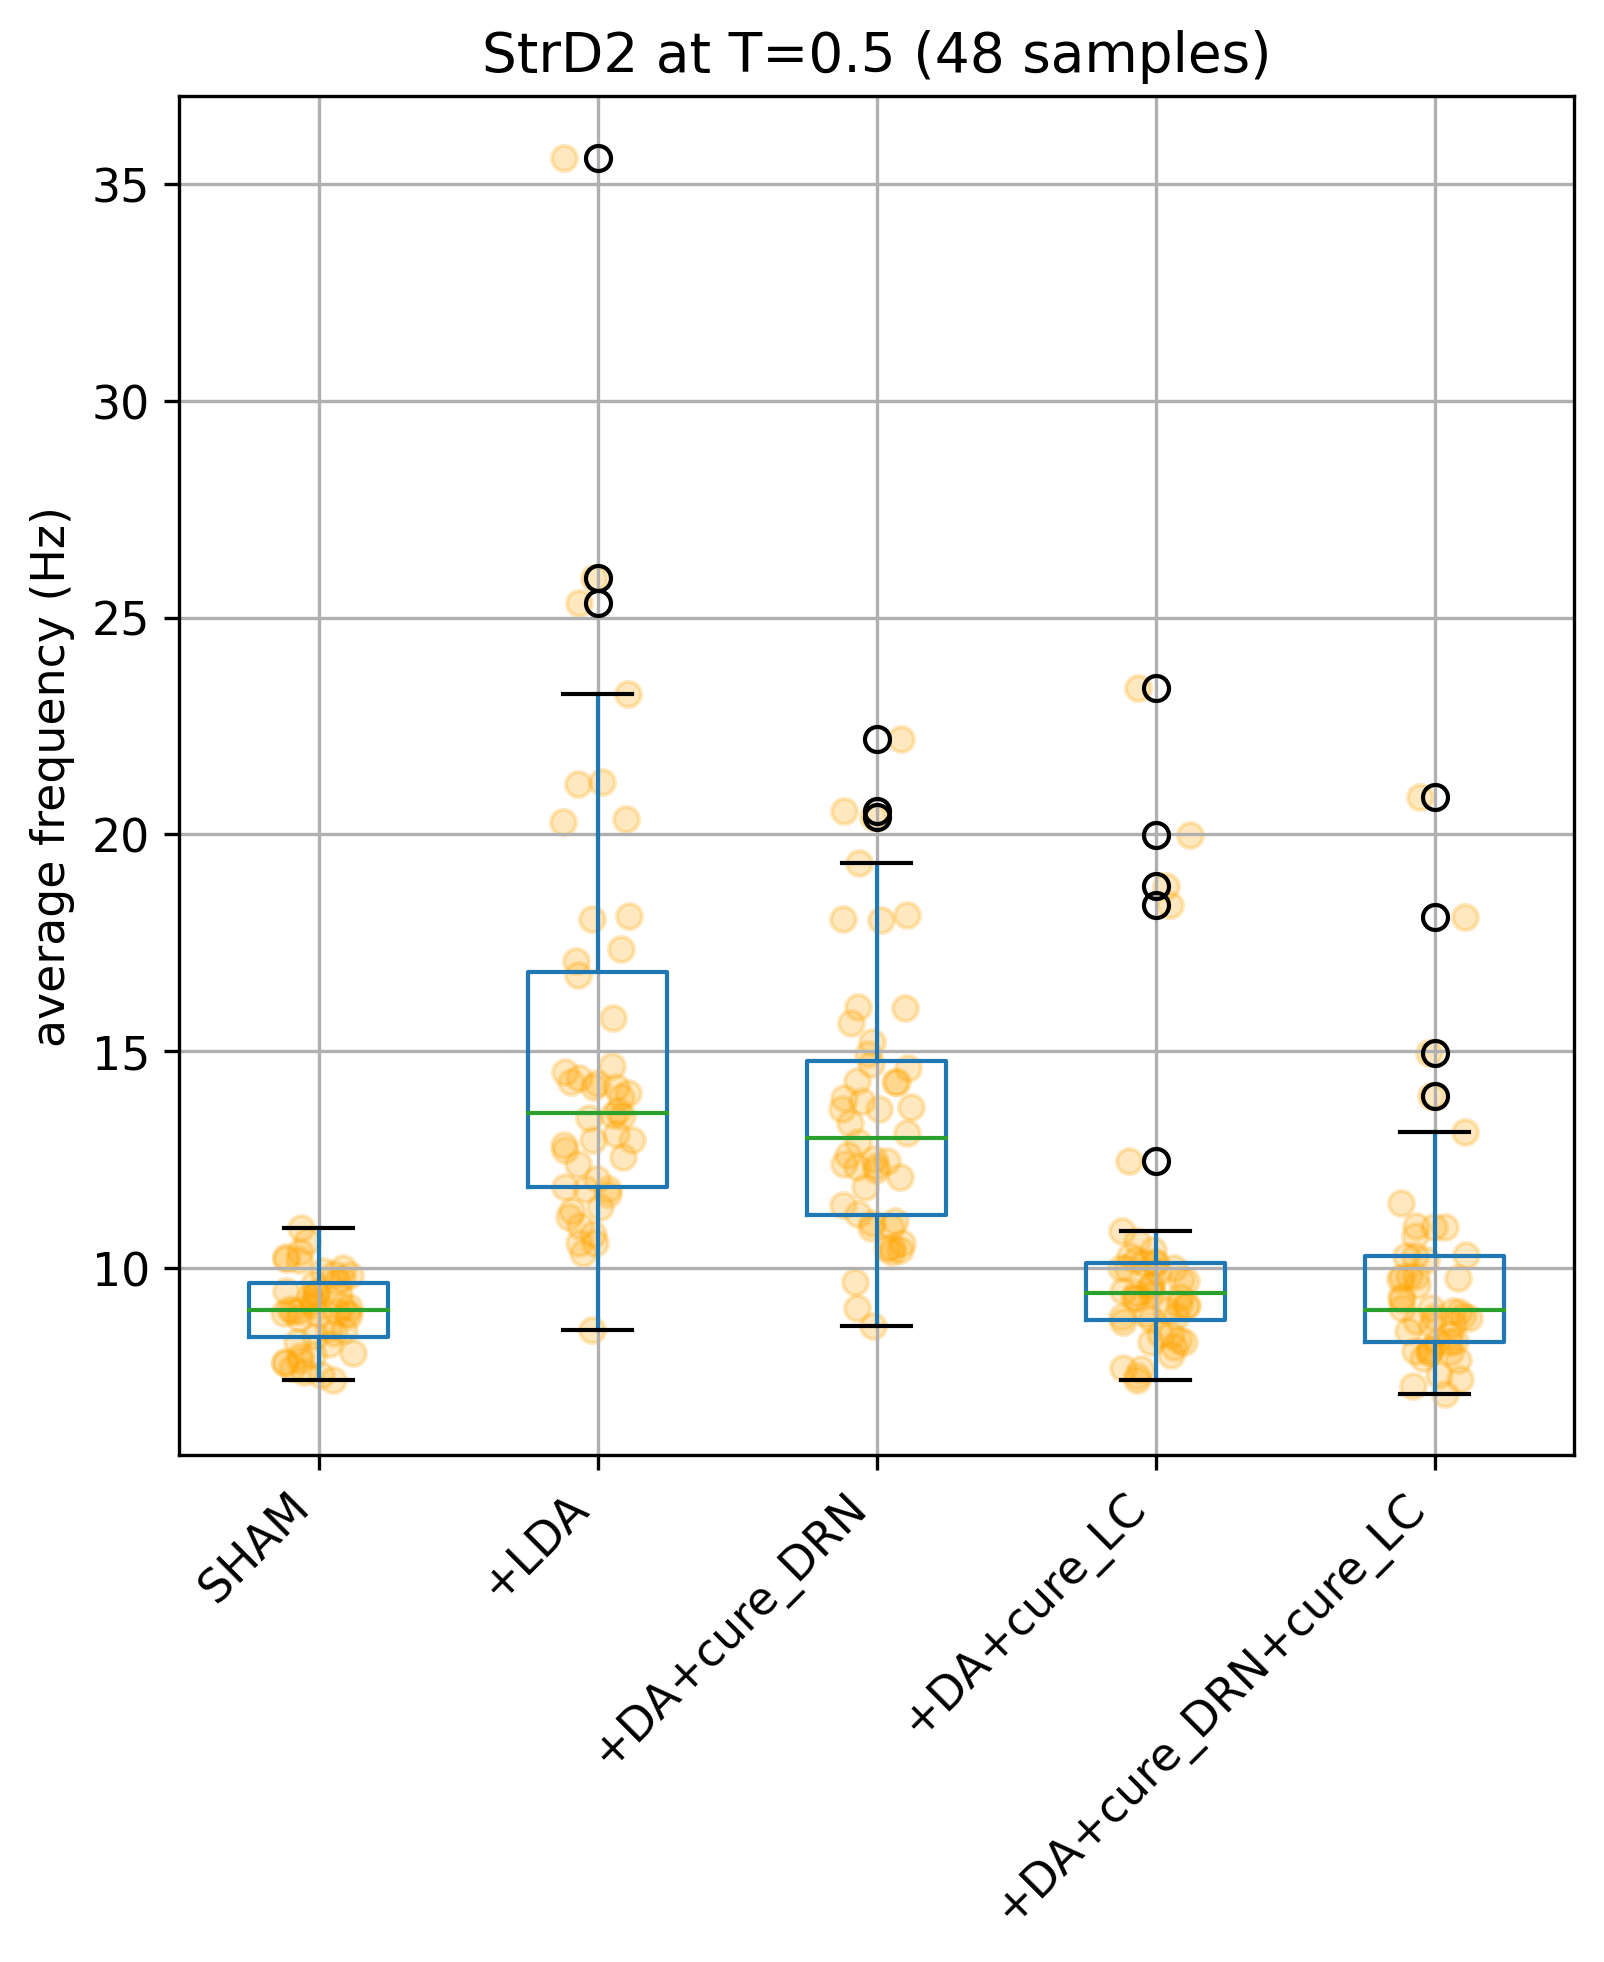 StrD2 at T=0.5 (48 samples)
average frequency (Hz)
35
30
25
20
15
10
SHAM
+LDA
+DA+cure_DRN
+DA+cure_LC
+DA+cure_DRN+cure_LC